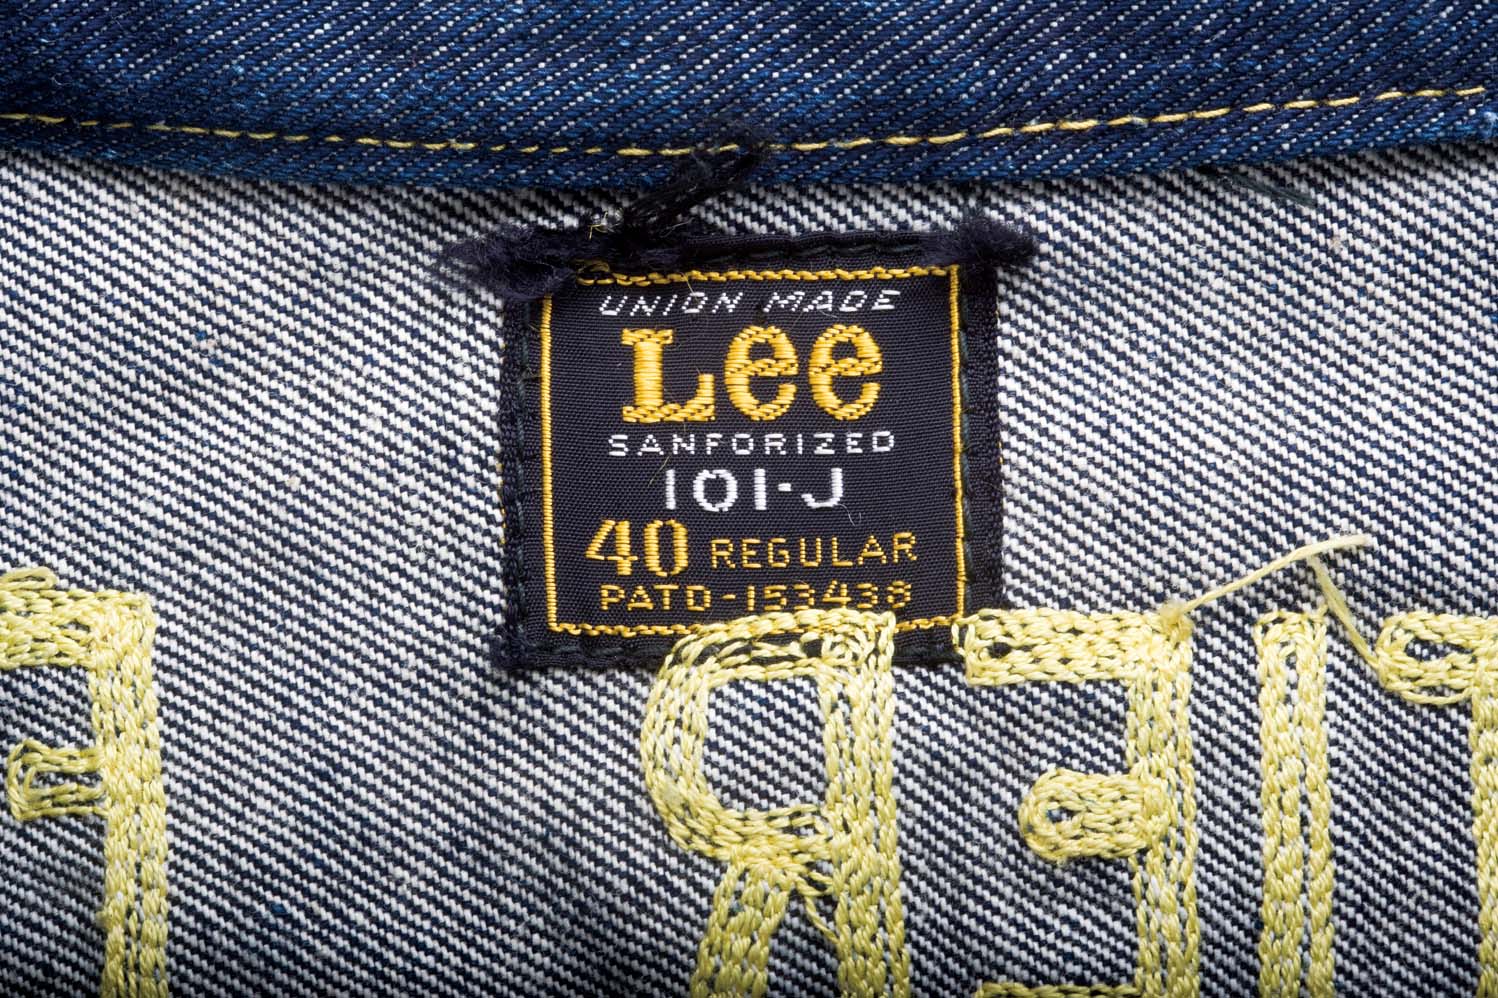 UNION MADE
Lee
SANFORIZED
101-J
40 REGULAR
PATD-153438